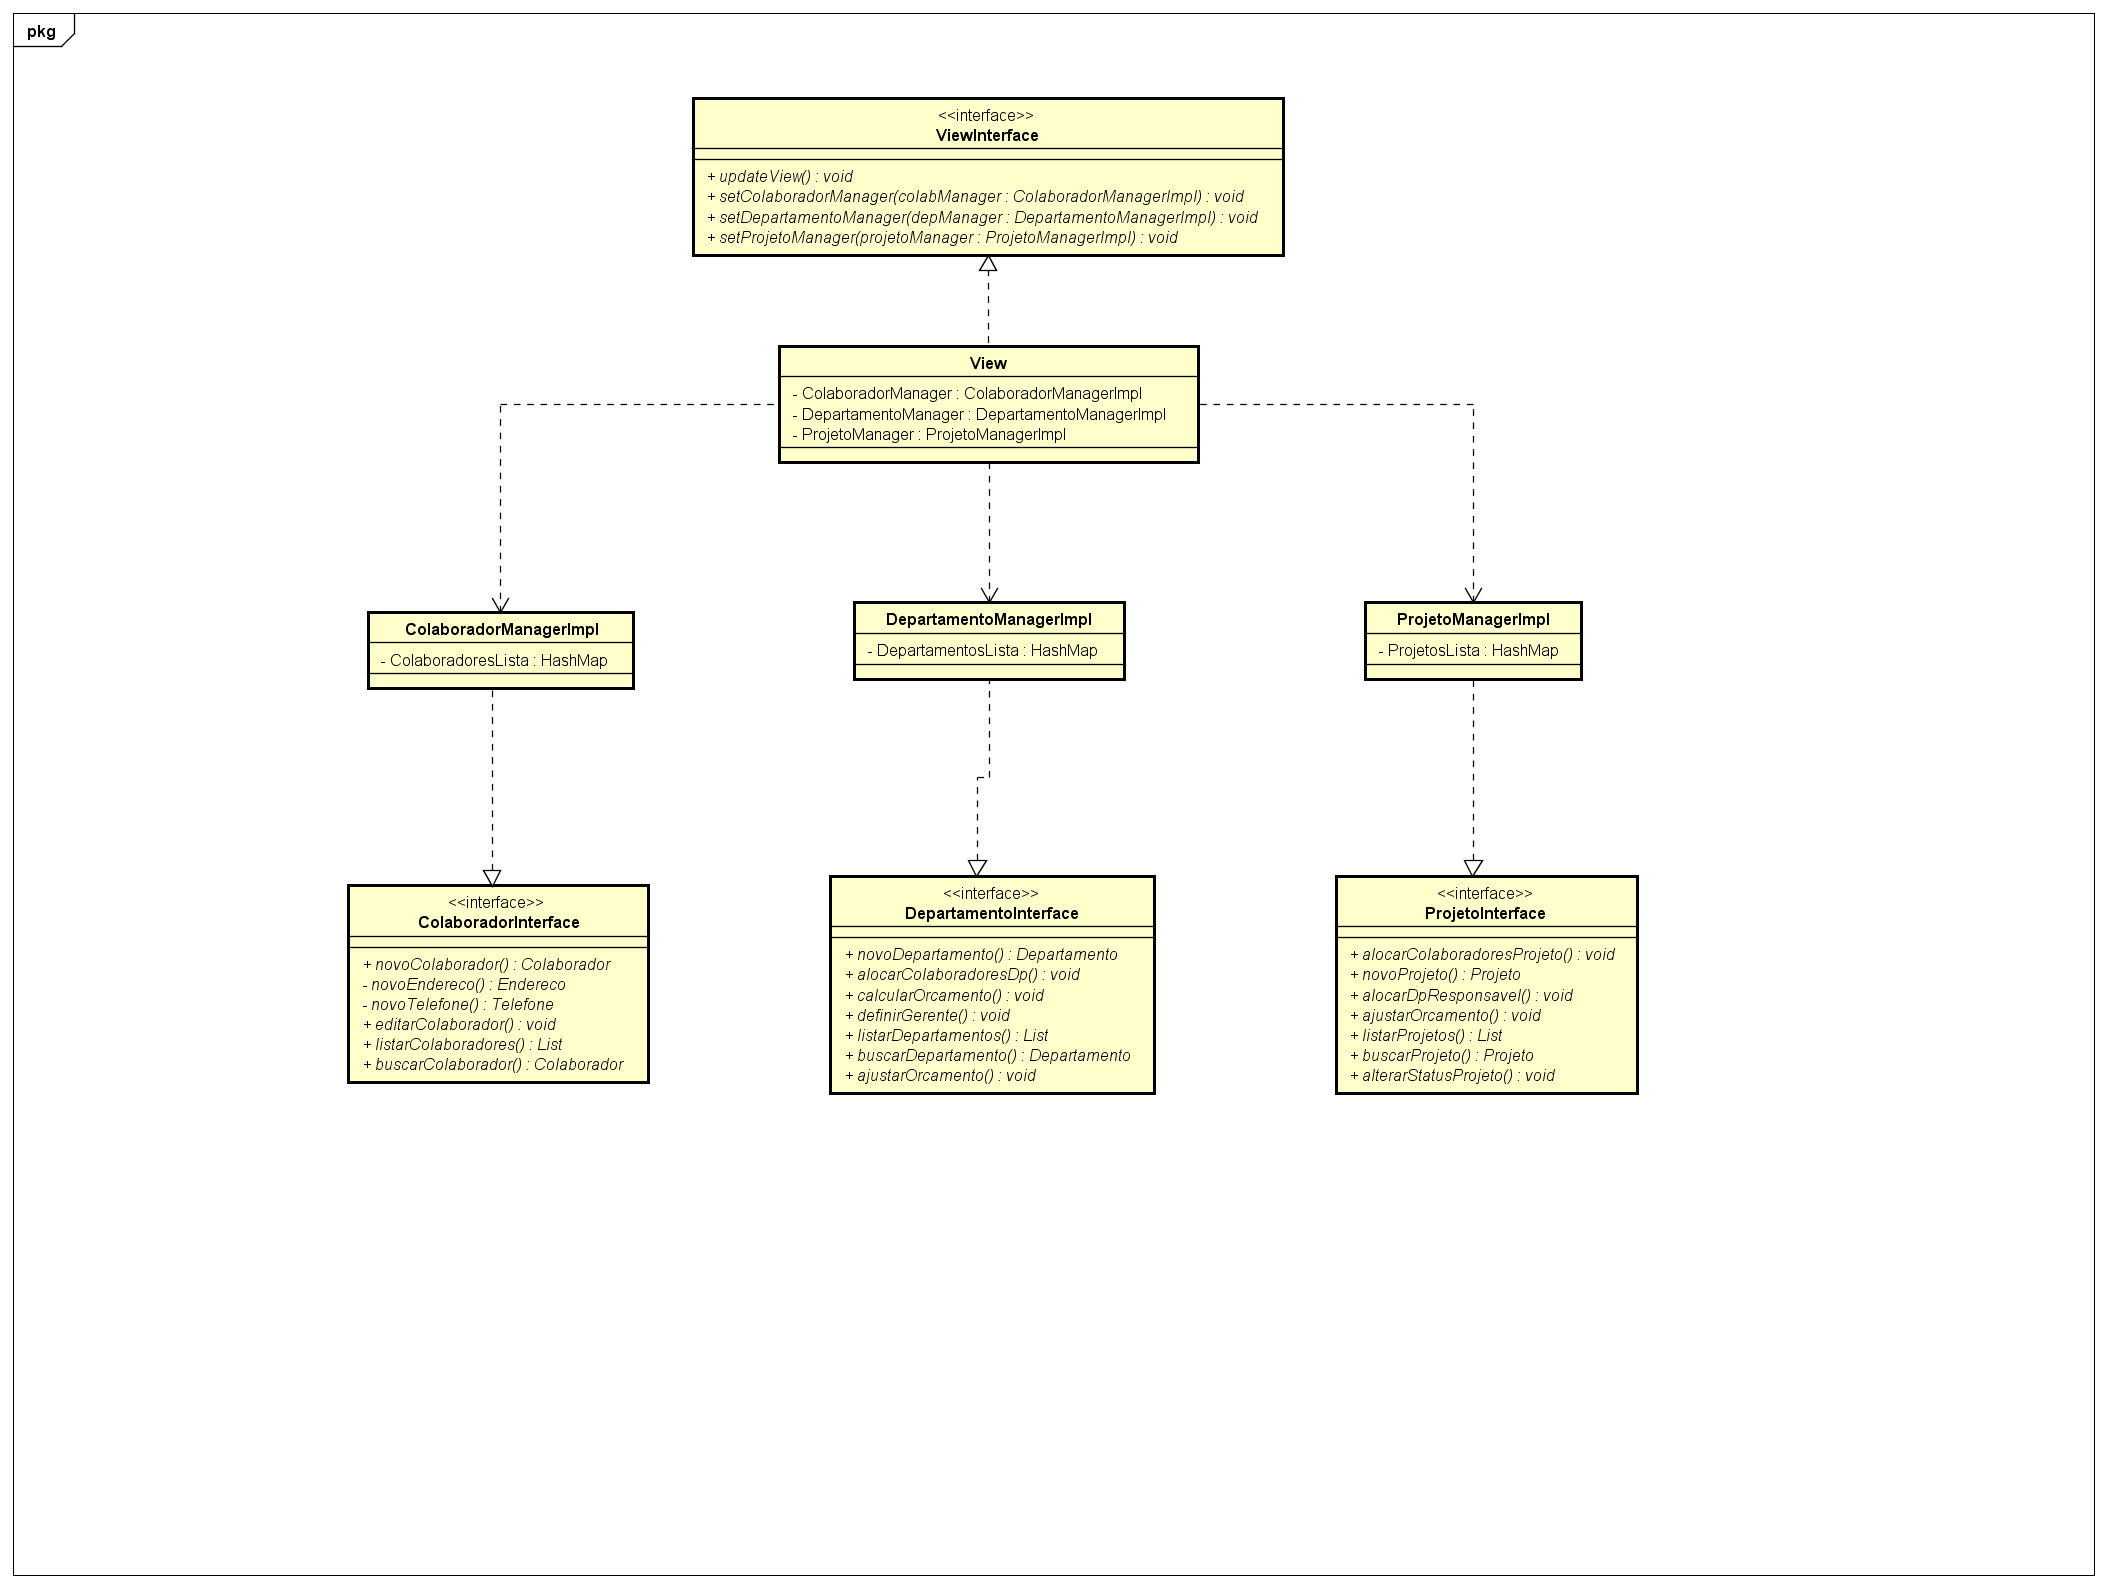 pkg
<<interface>>
ViewInterface
+ updateView() : void
+ setColaboradorManager(colabManager : ColaboradorManagerImpl) : void
+ setDepartamentoManager(depManager : DepartamentoManagerImpl) : void
+ setProjetoManager(projetoManager : ProjetoManagerImpl) : void
View
- ColaboradorManager : ColaboradorManagerImpl
- DepartamentoManager : DepartamentoManagerImpl
- ProjetoManager : ProjetoManagerImpl
ColaboradorManagerImpl
- ColaboradoresLista : HashMap
DepartamentoManagerImpl
- DepartamentosLista : HashMap
ProjetoManagerImpl
- ProjetosLista : HashMap
<<interface>>
ColaboradorInterface
+ novoColaborador() : Colaborador
- novoEndereco() : Endereco
- novoTelefone() : Telefone
+ editarColaborador() : void
+ listarColaboradores() : List
+ buscarColaborador() : Colaborador
<<interface>>
DepartamentoInterface
+ novoDepartamento() : Departamento
+ alocarColaboradoresDp() : void
+ calcularOrcamento() : void
+ definirGerente() : void
+ listarDepartamentos() : List
+ buscarDepartamento() : Departamento
+ ajustarOrcamento() : void
<<interface>>
ProjetoInterface
+ alocarColaboradoresProjeto() : void
+ novoProjeto() : Projeto
+ alocarDpResponsavel() : void
+ ajustarOrcamento() : void
+ listarProjetos() : List
+ buscarProjeto() : Projeto
+ alterarStatusProjeto() : void